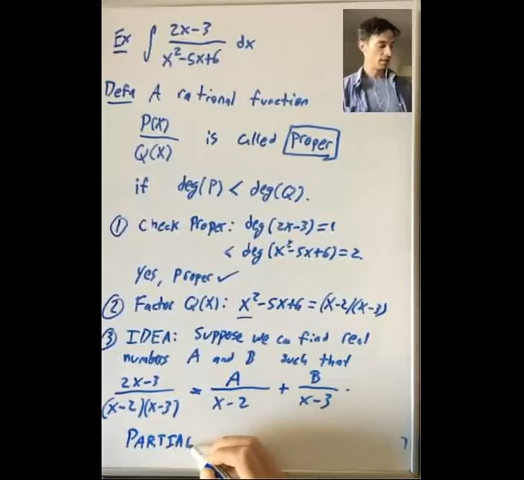 Ex ∫ 2x-3 / x²-5x+6 dx
Defn A rational function
P(x) / Q(x) is called proper
if deg(P) < deg(Q).
① Check Proper: deg(2x-3)=1
< deg(x²-5x+6)=2
Yes, Proper ✓
② Factor Q(x): x²-5x+6=(x-2)(x-3)
③ IDEA: Suppose we can find real
numbers A and B such that
2x-3 / (x-2)(x-3) = A / x-2 + B / x-3 .
PARTIAL